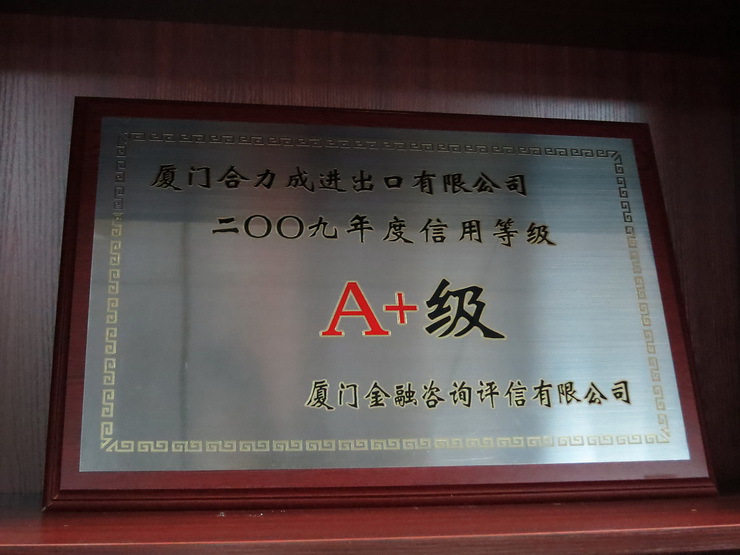 厦门合力成进出口有限公司
二〇〇九年度信用等级
A+级
厦门金融咨询评信有限公司